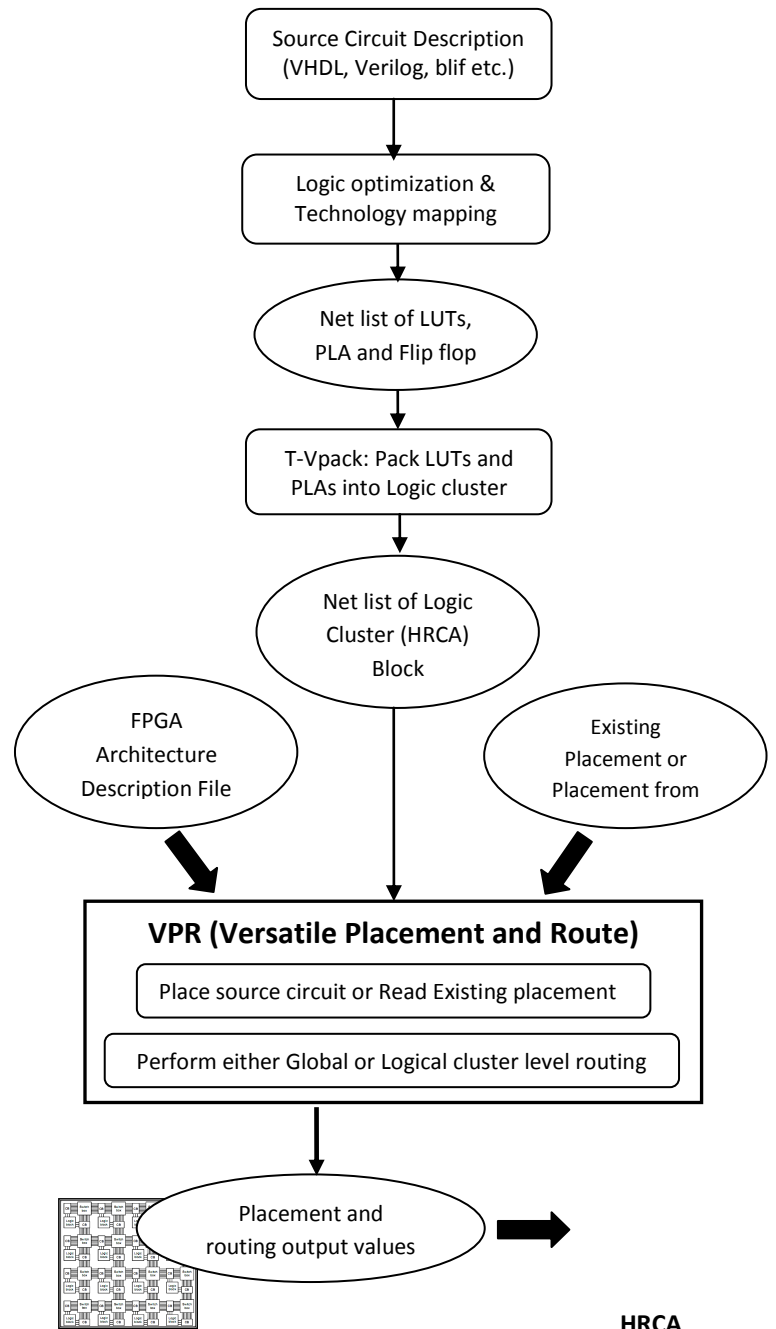 Source Circuit Description
(VHDL, Verilog, blif etc.)
Logic optimization &
Technology mapping
Net list of LUTs,
PLA and Flip flop
T-Vpack: Pack LUTs and
PLAs into Logic cluster
Net list of Logic
Cluster (HRCA)
Block
FPGA
Architecture
Description File
Existing
Placement or
Placement from
VPR (Versatile Placement and Route)
Place source circuit or Read Existing placement
Perform either Global or Logical cluster level routing
Placement and
routing output values
HRCA